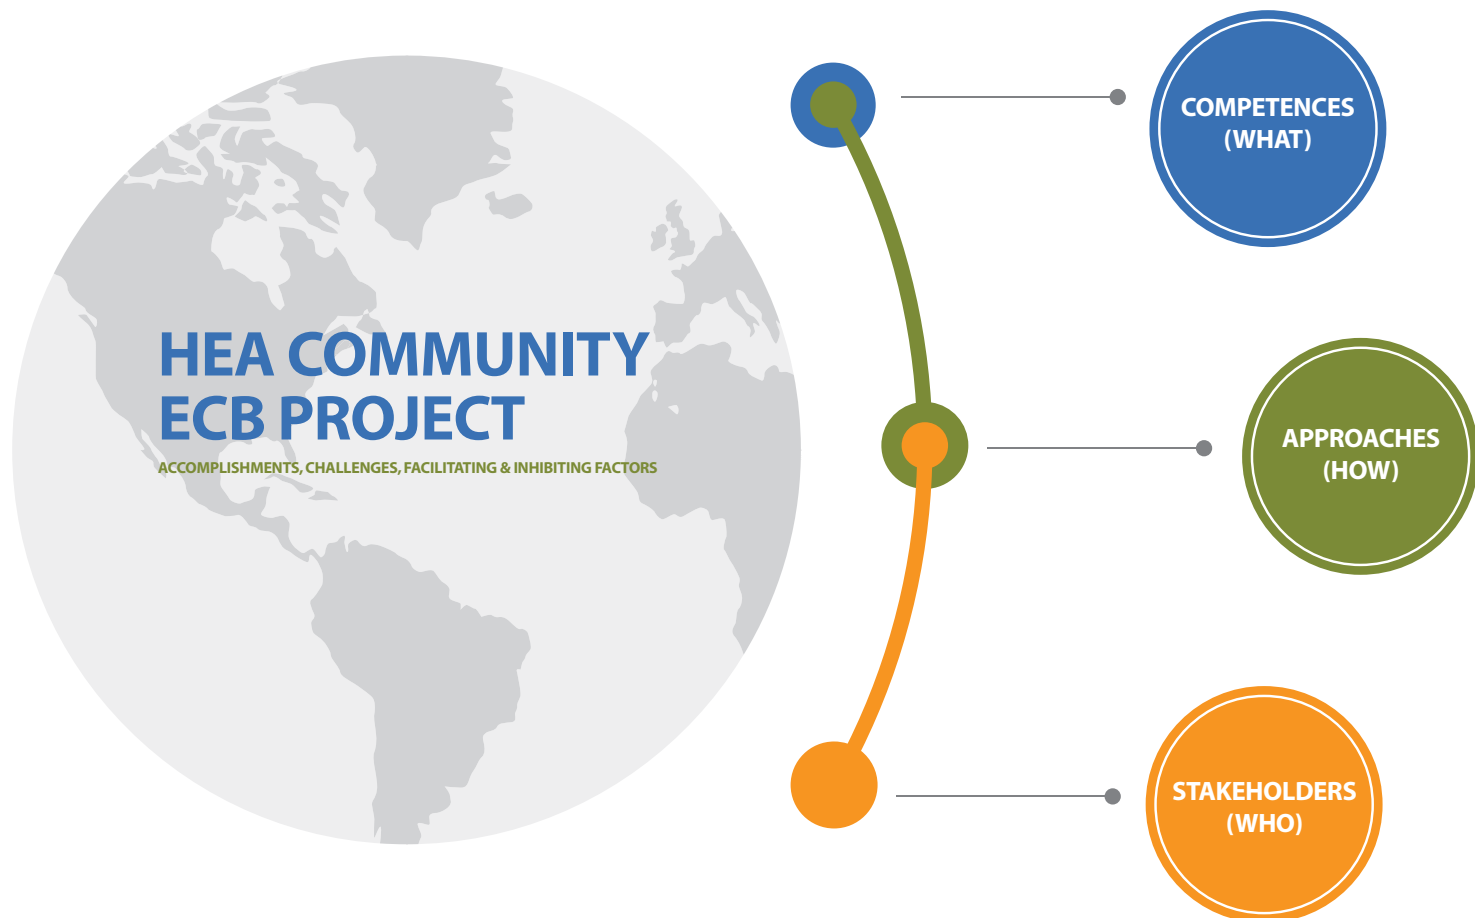 HEA COMMUNITY
ECB PROJECT
ACCOMPLISHMENTS, CHALLENGES, FACILITATING & INHIBITING FACTORS
COMPETENCES
(WHAT)
APPROACHES
(HOW)
STAKEHOLDERS
(WHO)